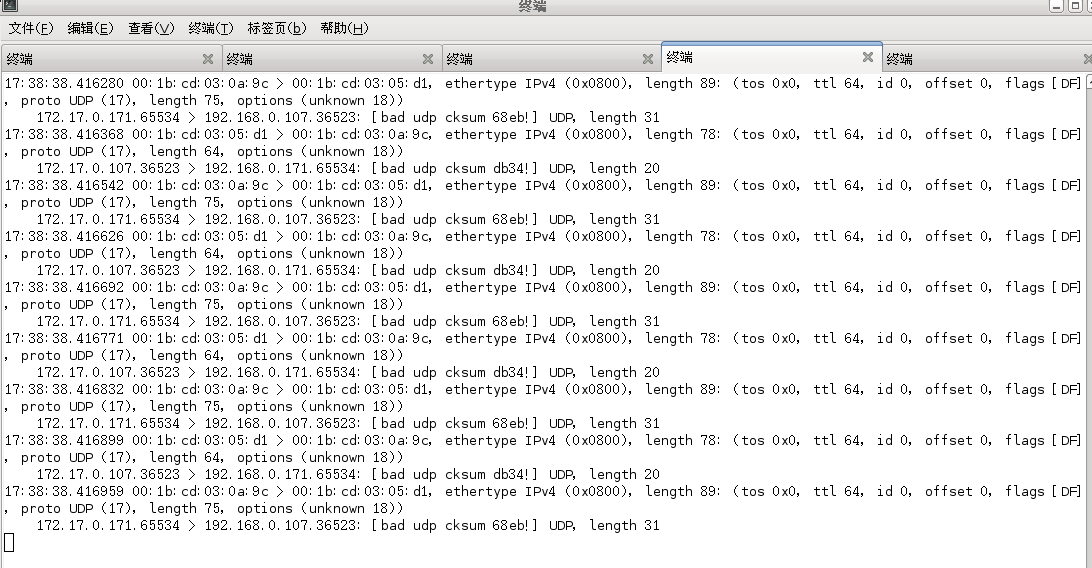 终端
文件(F) 编辑(E) 查看(V) 终端(T) 标签页(b) 帮助(H)
终端 终端 终端 终端 终端
17:38:38.416280 00:1b:cd:03:0a:9c > 00:1b:cd:03:05:d1, ethertype IPv4 (0x0800), length 89: (tos 0x0, ttl 64, id 0, offset 0, flags [DF]
, proto UDP (17), length 75, options (unknown 18))
    172.17.0.171.65534 > 192.168.0.107.36523: [bad udp cksum 68eb!] UDP, length 31
17:38:38.416368 00:1b:cd:03:05:d1 > 00:1b:cd:03:0a:9c, ethertype IPv4 (0x0800), length 78: (tos 0x0, ttl 64, id 0, offset 0, flags [DF]
, proto UDP (17), length 64, options (unknown 18))
    172.17.0.107.36523 > 192.168.0.171.65534: [bad udp cksum db34!] UDP, length 20
17:38:38.416542 00:1b:cd:03:0a:9c > 00:1b:cd:03:05:d1, ethertype IPv4 (0x0800), length 89: (tos 0x0, ttl 64, id 0, offset 0, flags [DF]
, proto UDP (17), length 75, options (unknown 18))
    172.17.0.171.65534 > 192.168.0.107.36523: [bad udp cksum 68eb!] UDP, length 31
17:38:38.416626 00:1b:cd:03:05:d1 > 00:1b:cd:03:0a:9c, ethertype IPv4 (0x0800), length 78: (tos 0x0, ttl 64, id 0, offset 0, flags [DF]
, proto UDP (17), length 64, options (unknown 18))
    172.17.0.107.36523 > 192.168.0.171.65534: [bad udp cksum db34!] UDP, length 20
17:38:38.416692 00:1b:cd:03:0a:9c > 00:1b:cd:03:05:d1, ethertype IPv4 (0x0800), length 89: (tos 0x0, ttl 64, id 0, offset 0, flags [DF]
, proto UDP (17), length 75, options (unknown 18))
    172.17.0.171.65534 > 192.168.0.107.36523: [bad udp cksum 68eb!] UDP, length 31
17:38:38.416771 00:1b:cd:03:05:d1 > 00:1b:cd:03:0a:9c, ethertype IPv4 (0x0800), length 78: (tos 0x0, ttl 64, id 0, offset 0, flags [DF]
, proto UDP (17), length 64, options (unknown 18))
    172.17.0.107.36523 > 192.168.0.171.65534: [bad udp cksum db34!] UDP, length 20
17:38:38.416832 00:1b:cd:03:0a:9c > 00:1b:cd:03:05:d1, ethertype IPv4 (0x0800), length 89: (tos 0x0, ttl 64, id 0, offset 0, flags [DF]
, proto UDP (17), length 75, options (unknown 18))
    172.17.0.171.65534 > 192.168.0.107.36523: [bad udp cksum 68eb!] UDP, length 31
17:38:38.416899 00:1b:cd:03:05:d1 > 00:1b:cd:03:0a:9c, ethertype IPv4 (0x0800), length 78: (tos 0x0, ttl 64, id 0, offset 0, flags [DF]
, proto UDP (17), length 64, options (unknown 18))
    172.17.0.107.36523 > 192.168.0.171.65534: [bad udp cksum db34!] UDP, length 20
17:38:38.416959 00:1b:cd:03:0a:9c > 00:1b:cd:03:05:d1, ethertype IPv4 (0x0800), length 89: (tos 0x0, ttl 64, id 0, offset 0, flags [DF]
, proto UDP (17), length 75, options (unknown 18))
    172.17.0.171.65534 > 192.168.0.107.36523: [bad udp cksum 68eb!] UDP, length 31